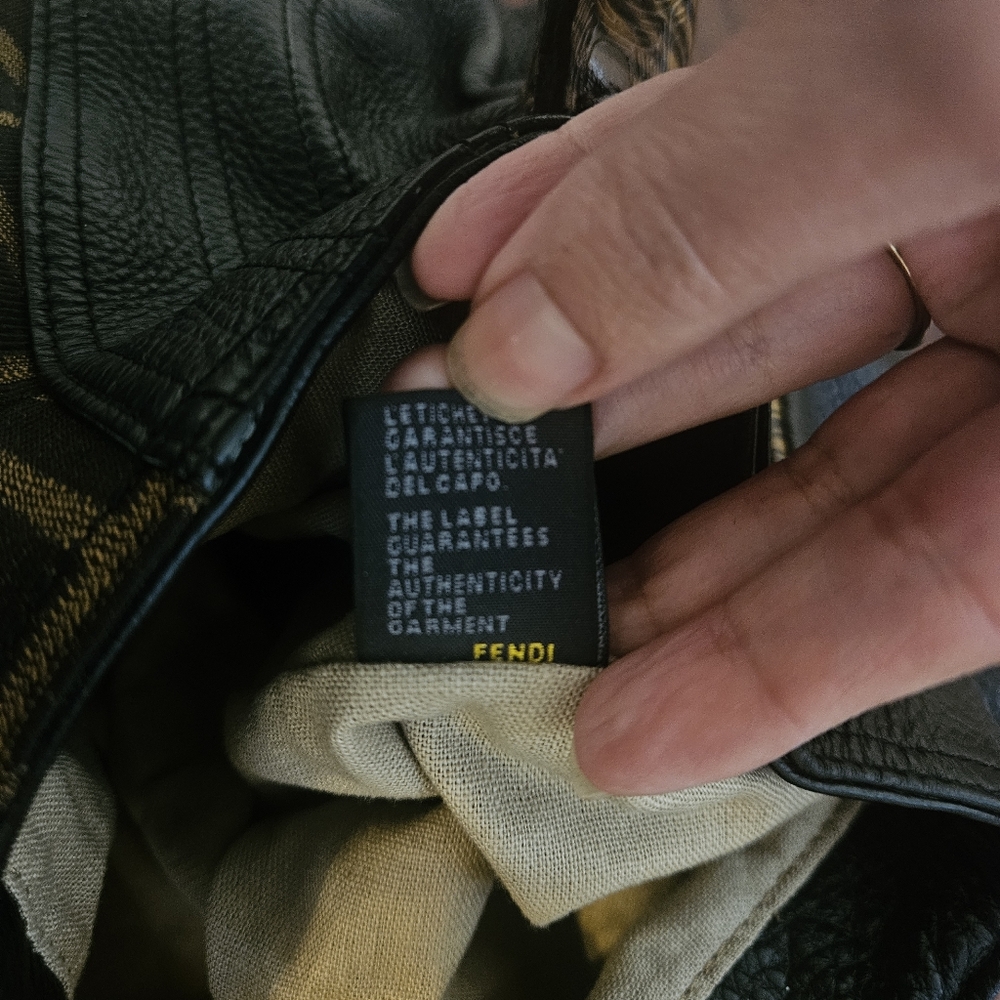 GARANTISCE
L'AUTENTICITA'
DEL CAPO.
THE LABEL
GUARANTEES
THE
AUTHENTICITY
OF THE
GARMENT
FENDI